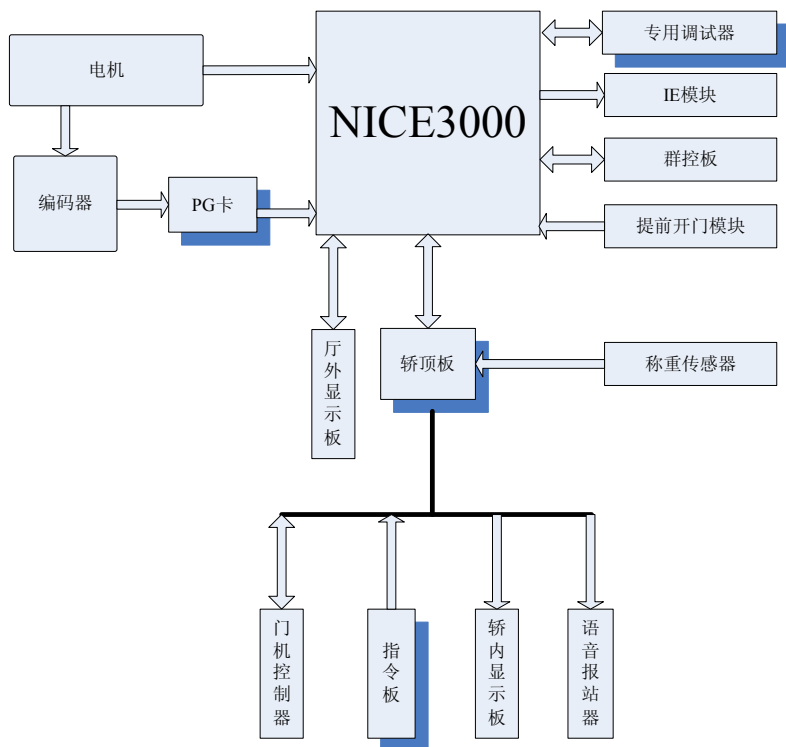 电机
NICE3000
专用调试器
IE模块
群控板
提前开门模块
编码器
PG卡
厅外显示板
轿顶板
称重传感器
门机控制器
指令板
轿内显示板
语音报站器